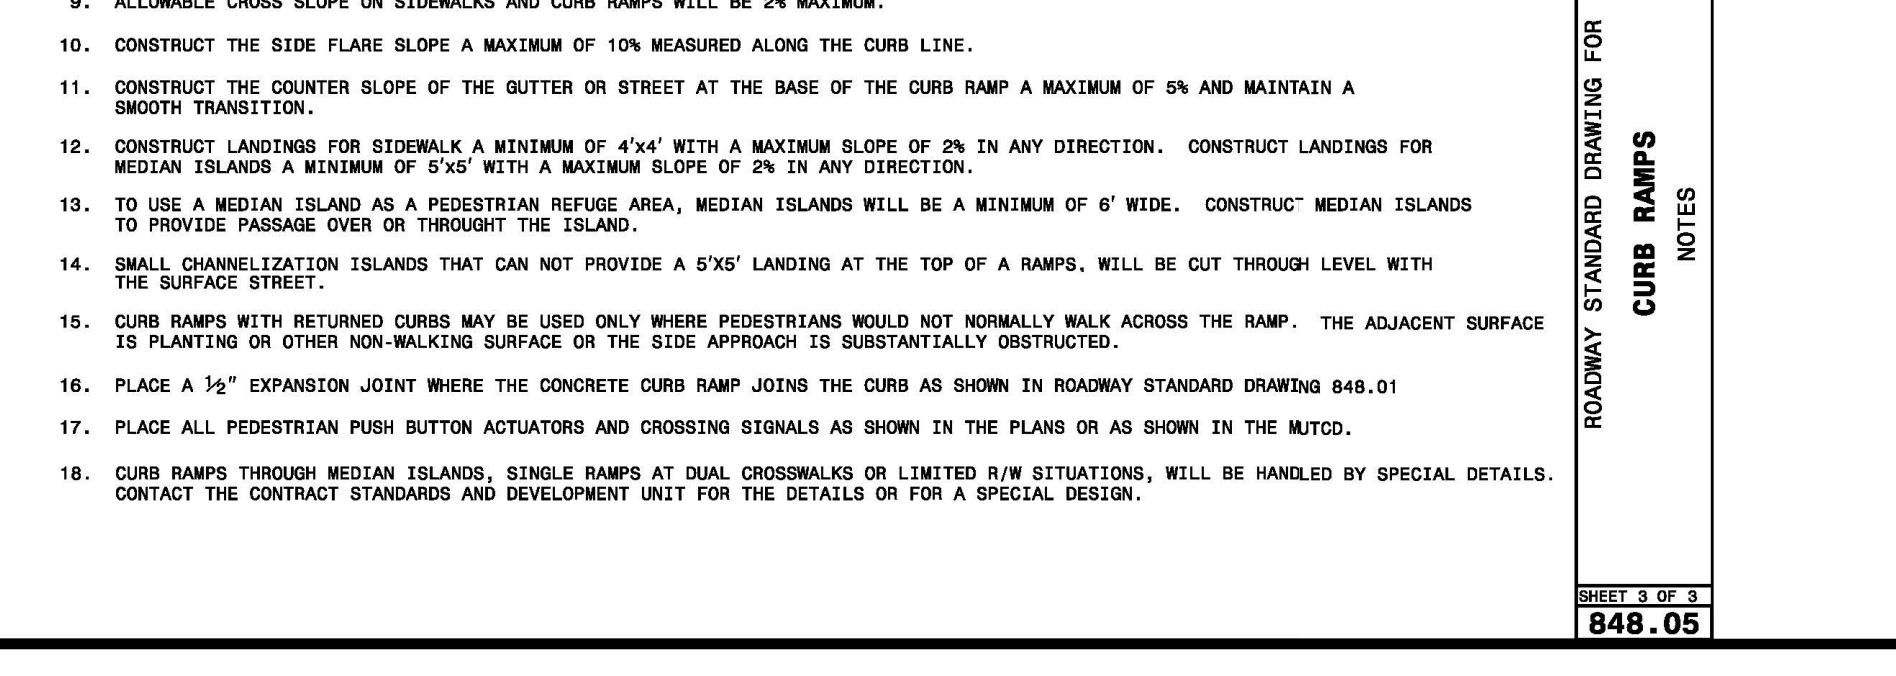 9. ALLOWABLE CROSS SLOPE ON SIDEWALKS AND CURB RAMPS WILL BE 2% MAXIMUM.
10. CONSTRUCT THE SIDE FLARE SLOPE A MAXIMUM OF 10% MEASURED ALONG THE CURB LINE.
11. CONSTRUCT THE COUNTER SLOPE OF THE GUTTER OR STREET AT THE BASE OF THE CURB RAMP A MAXIMUM OF 5% AND MAINTAIN A
SMOOTH TRANSITION.
12. CONSTRUCT LANDINGS FOR SIDEWALK A MINIMUM OF 4'x4' WITH A MAXIMUM SLOPE OF 2% IN ANY DIRECTION. CONSTRUCT LANDINGS FOR
MEDIAN ISLANDS A MINIMUM OF 5'x5' WITH A MAXIMUM SLOPE OF 2% IN ANY DIRECTION.
13. TO USE A MEDIAN ISLAND AS A PEDESTRIAN REFUGE AREA, MEDIAN ISLANDS WILL BE A MINIMUM OF 6' WIDE. CONSTRUCT MEDIAN ISLANDS
TO PROVIDE PASSAGE OVER OR THROUGHT THE ISLAND.
14. SMALL CHANNELIZATION ISLANDS THAT CAN NOT PROVIDE A 5'X5' LANDING AT THE TOP OF A RAMPS, WILL BE CUT THROUGH LEVEL WITH
THE SURFACE STREET.
15. CURB RAMPS WITH RETURNED CURBS MAY BE USED ONLY WHERE PEDESTRIANS WOULD NOT NORMALLY WALK ACROSS THE RAMP. THE ADJACENT SURFACE
IS PLANTING OR OTHER NON-WALKING SURFACE OR THE SIDE APPROACH IS SUBSTANTIALLY OBSTRUCTED.
16. PLACE A ½" EXPANSION JOINT WHERE THE CONCRETE CURB RAMP JOINS THE CURB AS SHOWN IN ROADWAY STANDARD DRAWING 848.01
17. PLACE ALL PEDESTRIAN PUSH BUTTON ACTUATORS AND CROSSING SIGNALS AS SHOWN IN THE PLANS OR AS SHOWN IN THE MUTCD.
18. CURB RAMPS THROUGH MEDIAN ISLANDS, SINGLE RAMPS AT DUAL CROSSWALKS OR LIMITED R/W SITUATIONS, WILL BE HANDLED BY SPECIAL DETAILS.
CONTACT THE CONTRACT STANDARDS AND DEVELOPMENT UNIT FOR THE DETAILS OR FOR A SPECIAL DESIGN.
ROADWAY STANDARD DRAWING FOR
CURB RAMPS
NOTES
SHEET 3 OF 3
848.05